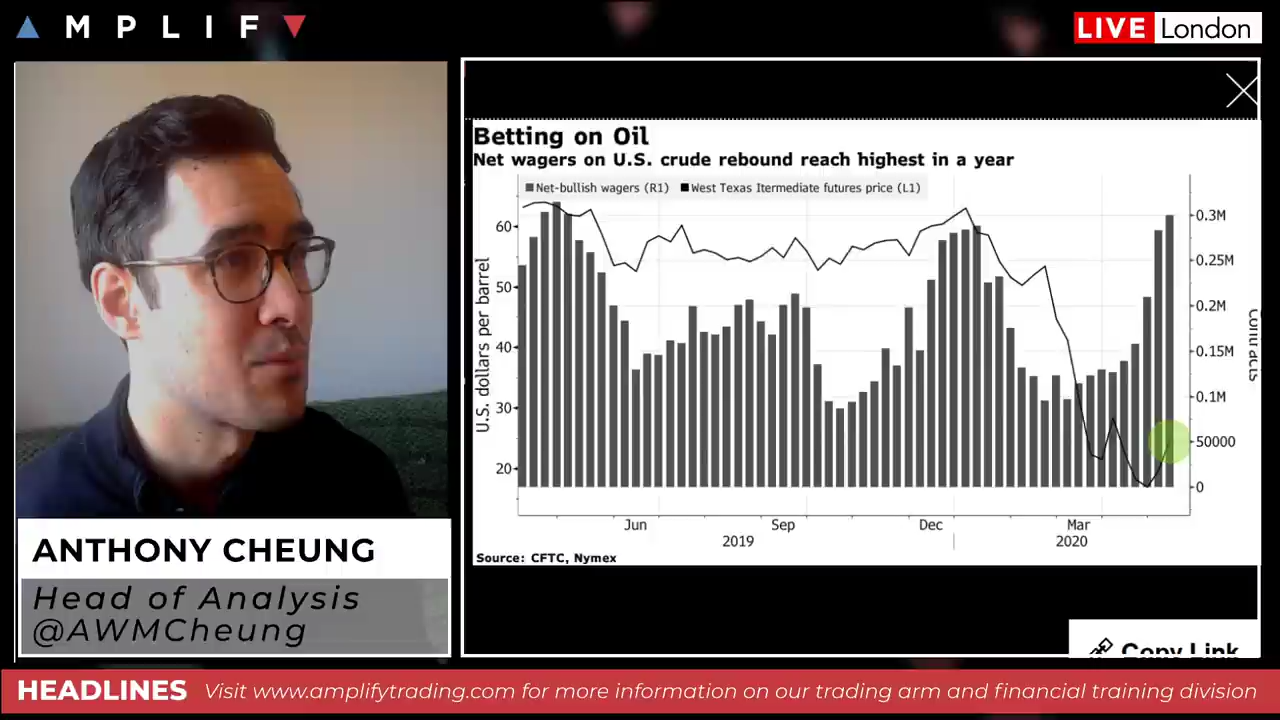 AMPLIFY
LIVE London
ANTHONY CHEUNG
Head of Analysis
@AWMCheung
Betting on Oil
Net wagers on U.S. crude rebound reach highest in a year
Net-bullish wagers (R1) West Texas Itermediate futures price (L1)
U.S. dollars per barrel
60
50
40
30
20
0.3M
0.25M
0.2M
0.15M
0.1M
50000
0
Contracts
Jun Sep Dec Mar
2019 2020
Source: CFTC, Nymex
Copy Link
HEADLINES Visit www.amplifytrading.com for more information on our trading arm and financial training division